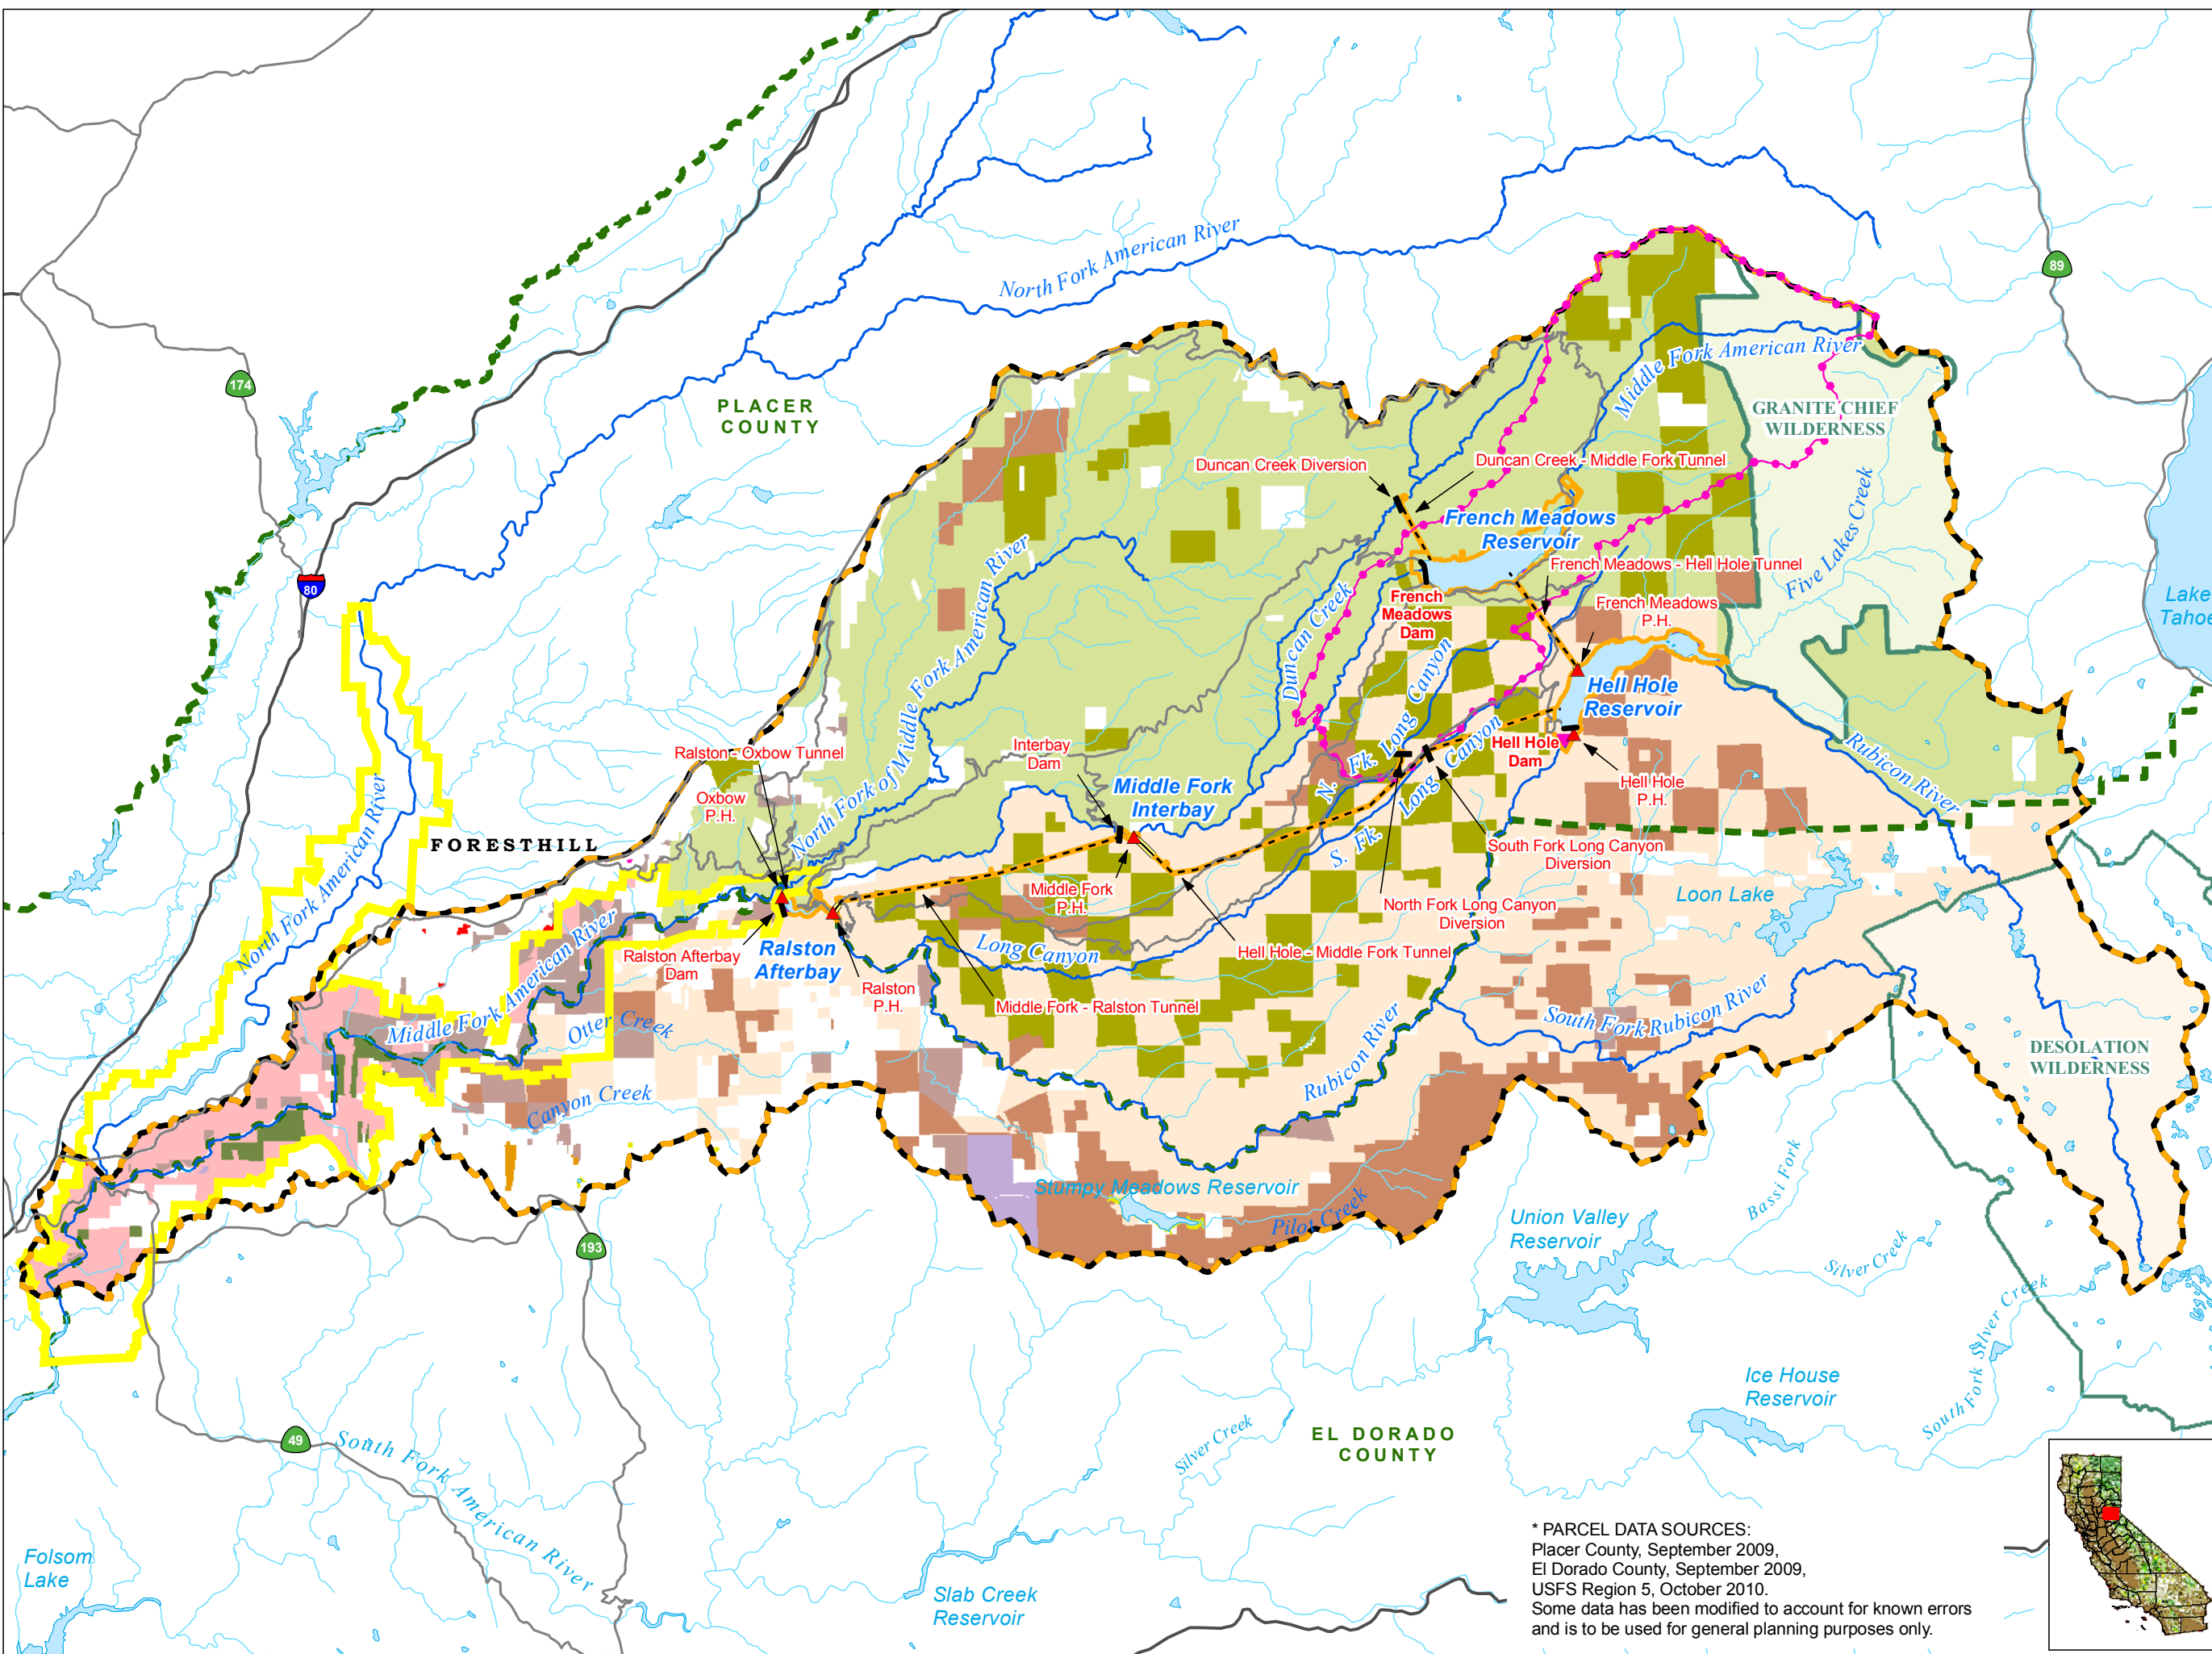 North Fork American River
89
174
PLACER
COUNTY
Middle Fork American River
GRANITE CHIEF
WILDERNESS
Duncan Creek Diversion
Duncan Creek - Middle Fork Tunnel
French Meadows
Reservoir
Five Lakes Creek
French Meadows - Hell Hole Tunnel
80
Lake
Tahoe
French
Meadows
Dam
French Meadows
P.H.
Duncan Creek
North Fork of Middle Fork American River
Hell Hole
Reservoir
N. Fk. Long Canyon
S. Fk. Long Canyon
Hell Hole
Dam
Hell Hole
P.H.
Rubicon River
Ralston - Oxbow Tunnel
Interbay
Dam
Middle Fork
Interbay
Oxbow
P.H.
North Fork American River
FORESTHILL
South Fork Long Canyon
Diversion
Middle Fork
P.H.
North Fork Long Canyon
Diversion
Loon Lake
Ralston Afterbay
Dam
Ralston
Afterbay
Long Canyon
Hell Hole - Middle Fork Tunnel
Ralston
P.H.
Middle Fork - Ralston Tunnel
Middle Fork American River
Otter Creek
South Fork Rubicon River
Rubicon River
Canyon Creek
DESOLATION
WILDERNESS
Stumpy Meadows Reservoir
Pilot Creek
Bassi Fork
Union Valley
Reservoir
Silver Creek
193
South Fork Silver Creek
Ice House
Reservoir
49
South Fork American River
Silver Creek
EL DORADO
COUNTY
Folsom
Lake
Slab Creek
Reservoir
* PARCEL DATA SOURCES:
Placer County, September 2009,
El Dorado County, September 2009,
USFS Region 5, October 2010.
Some data has been modified to account for known errors
and is to be used for general planning purposes only.